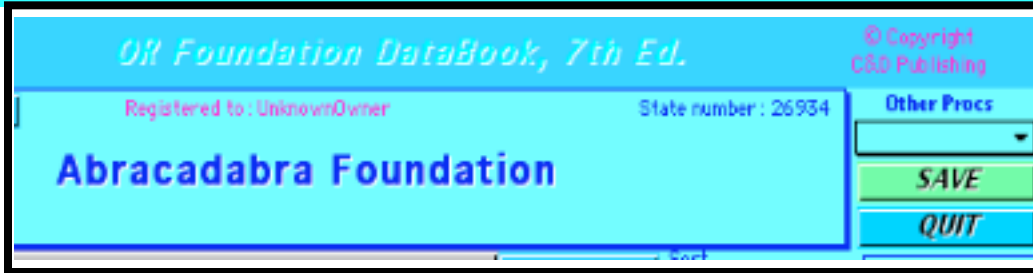 OR Foundation DataBook, 7th Ed.
© Copyright
C&D Publishing
Registered to : UnknownOwner
State number : 26934
Other Procs
Abracadabra Foundation
SAVE
QUIT